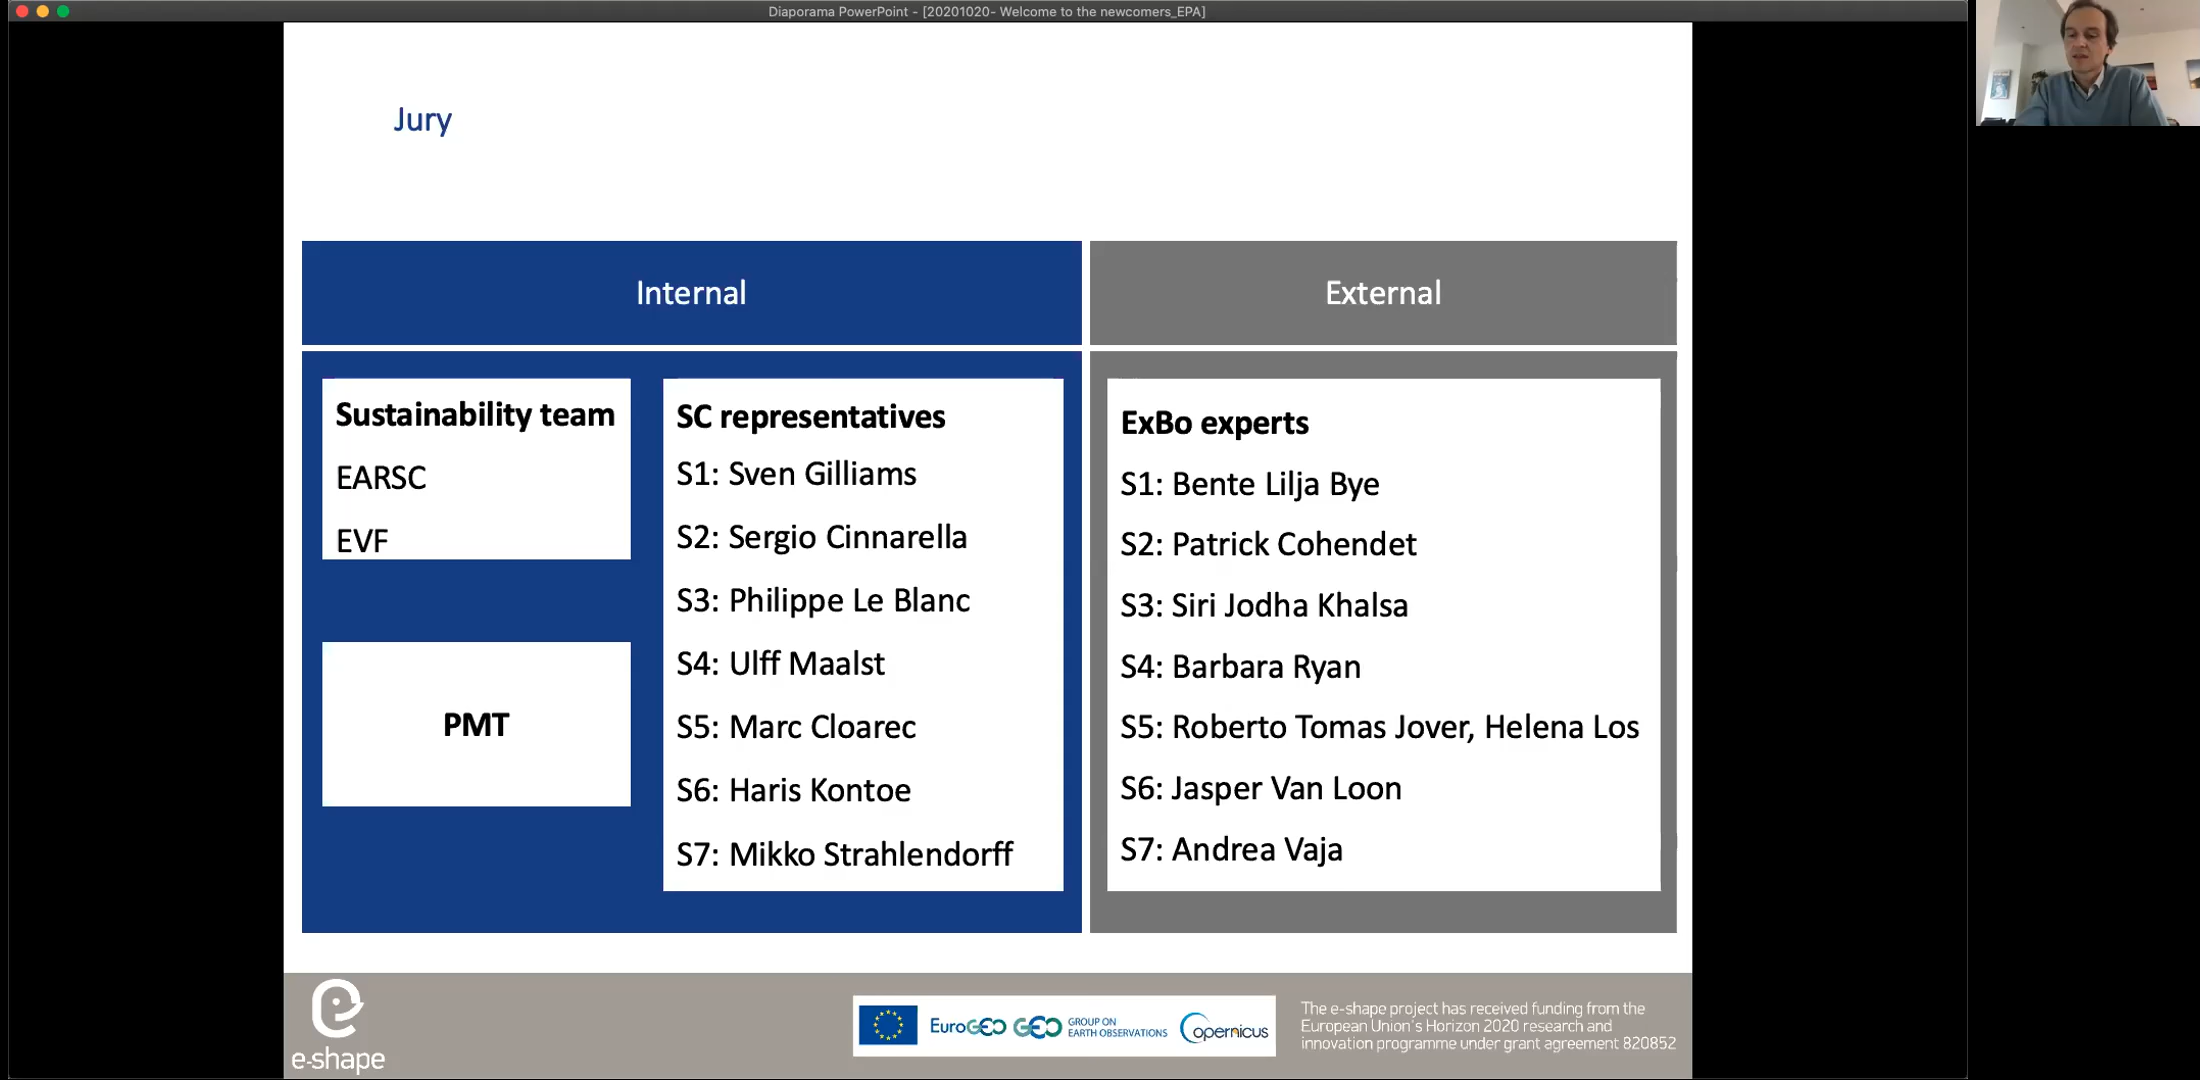 Diaporama PowerPoint - [20201020- Welcome to the newcomers_EPA]
Jury
Internal
External
Sustainability team
EARSC
EVF
PMT
SC representatives
S1: Sven Gilliams
S2: Sergio Cinnarella
S3: Philippe Le Blanc
S4: Ulff Maalst
S5: Marc Cloarec
S6: Haris Kontoe
S7: Mikko Strahlendorff
ExBo experts
S1: Bente Lilja Bye
S2: Patrick Cohendet
S3: Siri Jodha Khalsa
S4: Barbara Ryan
S5: Roberto Tomas Jover, Helena Los
S6: Jasper Van Loon
S7: Andrea Vaja
e-shape
EuroGEO
GEO GROUP ON
EARTH OBSERVATIONS
Copernicus
The e-shape project has received funding from the
European Union's Horizon 2020 research and
innovation programme under grant agreement 820852